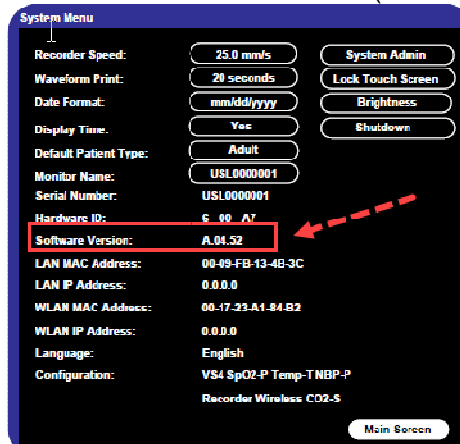 System Menu
Recorder Speed: 25.0 mm/s System Admin
Waveform Print: 20 seconds Lock Touch Screen
Date Format: mm/dd/yyyy Brightness
Display Time: Yes Shutdown
Default Patient Type: Adult
Monitor Name: USL0000001
Serial Number: USL0000001
Hardware ID: C 00 A7
Software Version: A.04.52
LAN MAC Address: 00-09-FB-13-4B-3C
LAN IP Address: 0.0.0.0
WLAN MAC Address: 00-17-23-A1-84-B2
WLAN IP Address: 0.0.0.0
Language: English
Configuration: VS4 SpO2-P Temp-T NBP-P
Recorder Wireless CO2-S
Main Screen